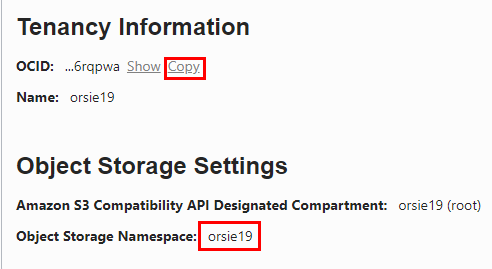 Tenancy Information
OCID: ...6rqpwa Show Copy
Name: orsie19
Object Storage Settings
Amazon S3 Compatibility API Designated Compartment: orsie19 (root)
Object Storage Namespace: orsie19